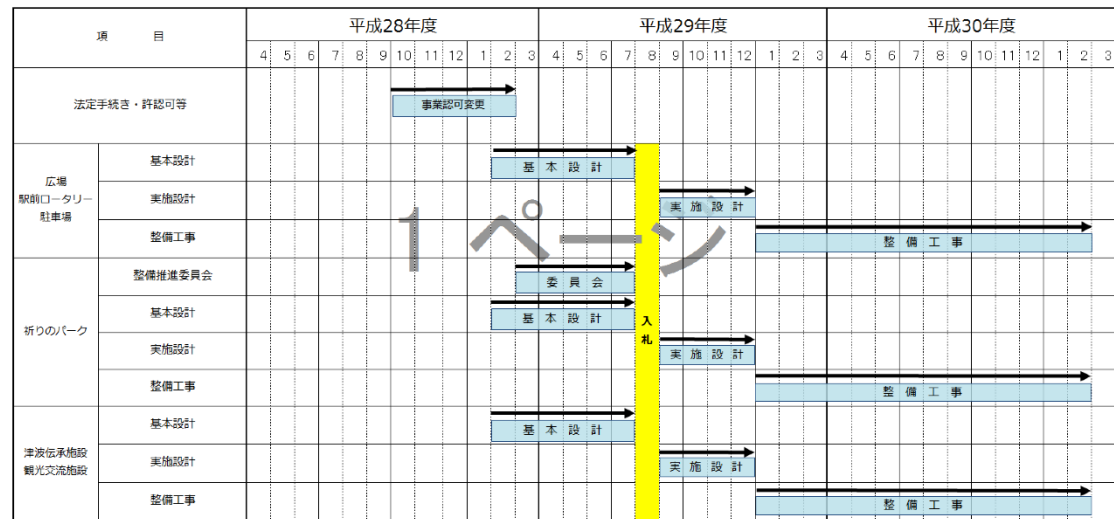 項 目 平成28年度 平成29年度 平成30年度
4 5 6 7 8 9 10 11 12 1 2 3 4 5 6 7 8 9 10 11 12 1 2 3 4 5 6 7 8 9 10 11 12 1 2 3
法定手続き・許認可等
事業認可変更
広場
駅前ロータリー
駐車場
基本設計
基本設計
実施設計
実施設計
整備工事
整備工事
1ページ
入札
祈りのパーク
整備推進委員会
委員会
基本設計
基本設計
実施設計
実施設計
整備工事
整備工事
津波伝承施設
観光交流施設
基本設計
基本設計
実施設計
実施設計
整備工事
整備工事